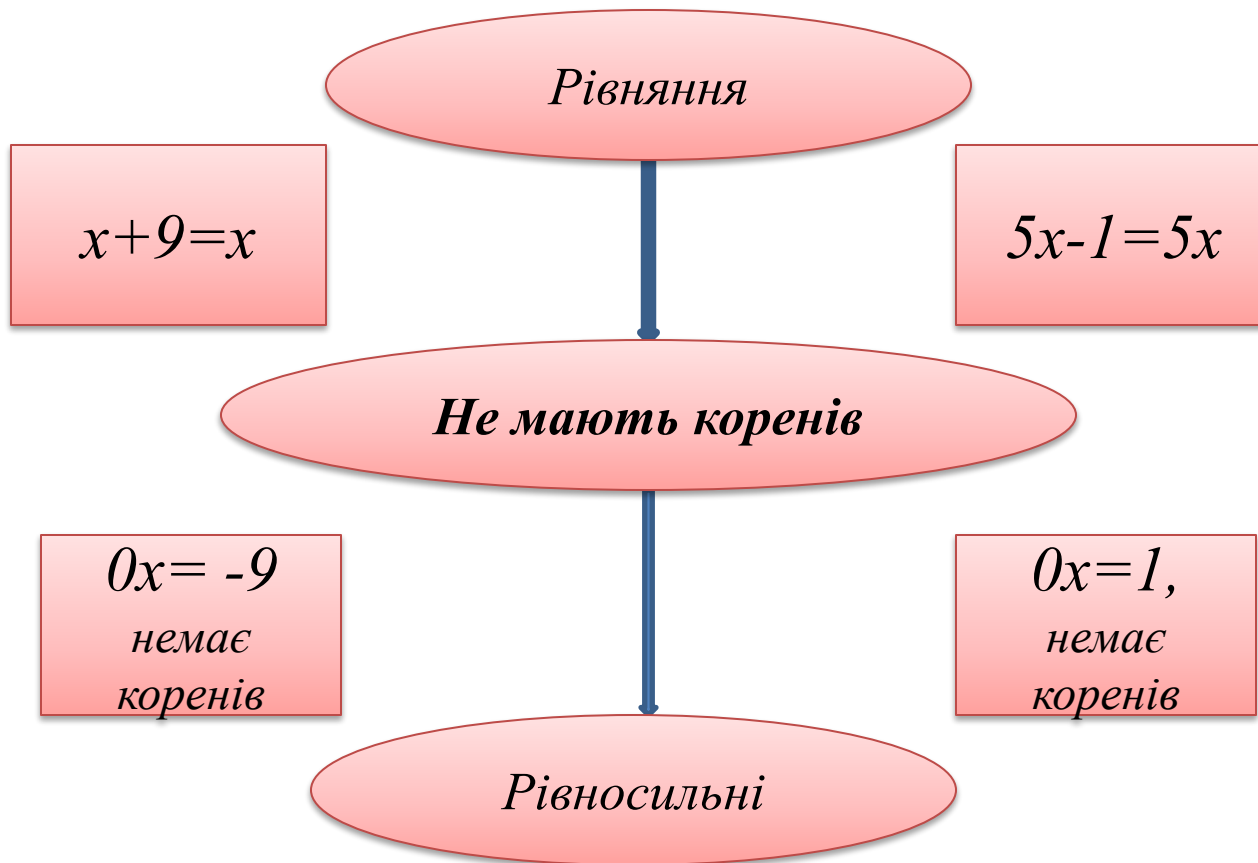 Рівняння
x+9=x
5x-1=5x
Не мають коренів
0x= -9
немає
коренів
0x=1,
немає
коренів
Рівносильні